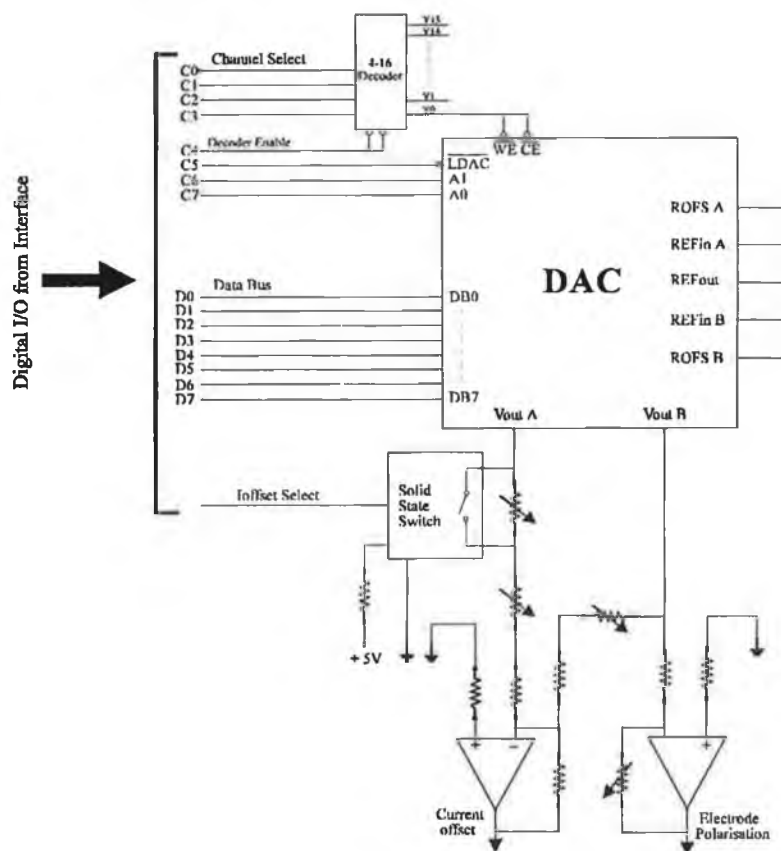 Digital I/O from Interface
Channel Select
C0
C1
C2
C3
4-16
Decoder
Y15
Y14
Y1
Y0
Decoder Enable
C4
C5
C6
C7
WE CE
LDAC
A1
A0
DAC
ROFS A
REFin A
REFout
REFin B
ROFS B
Data Bus
D0
D1
D2
D3
D4
D5
D6
D7
DB0
DB7
Vout A
Vout B
Ioffset Select
Solid
State
Switch
+ 5V
+
−
+
Current
offset
Electrode
Polarisation